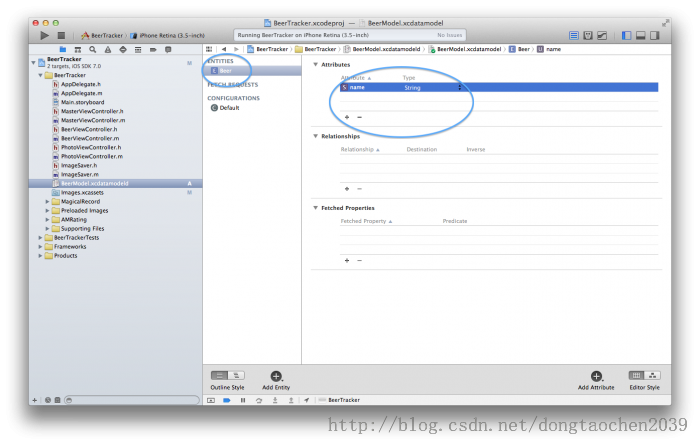 BeerTracker.xcodeproj — BeerModel.xcdatamodel
BeerTracker 〉 iPhone Retina (3.5-inch)
Running BeerTracker on iPhone Retina (3.5-inch)
No Issues
BeerTracker 〉 BeerTracker 〉 BeerModel.xcdatamodeld 〉 BeerModel.xcdatamodel 〉 E Beer 〉 name
BeerTracker
2 targets, iOS SDK 7.0
M
BeerTracker
h AppDelegate.h
m AppDelegate.m
Main.storyboard
h MasterViewController.h
m MasterViewController.m
h BeerViewController.h
m BeerViewController.m
h PhotoViewController.h
m PhotoViewController.m
h ImageSaver.h
m ImageSaver.m
BeerModel.xcdatamodeld A
Images.xcassets M
MagicalRecord
Preloaded Images
AMRating
Supporting Files
BeerTrackerTests
Frameworks
Products
ENTITIES
E Beer
FETCH REQUESTS
CONFIGURATIONS
C Default
Attributes
Attribute Type
S name String
+ −
Relationships
Relationship Destination Inverse
+ −
Fetched Properties
Fetched Property Predicate
+ −
Outline Style
Add Entity
Add Attribute
Editor Style
BeerTracker
http://blog.csdn.net/dongtaochen2039